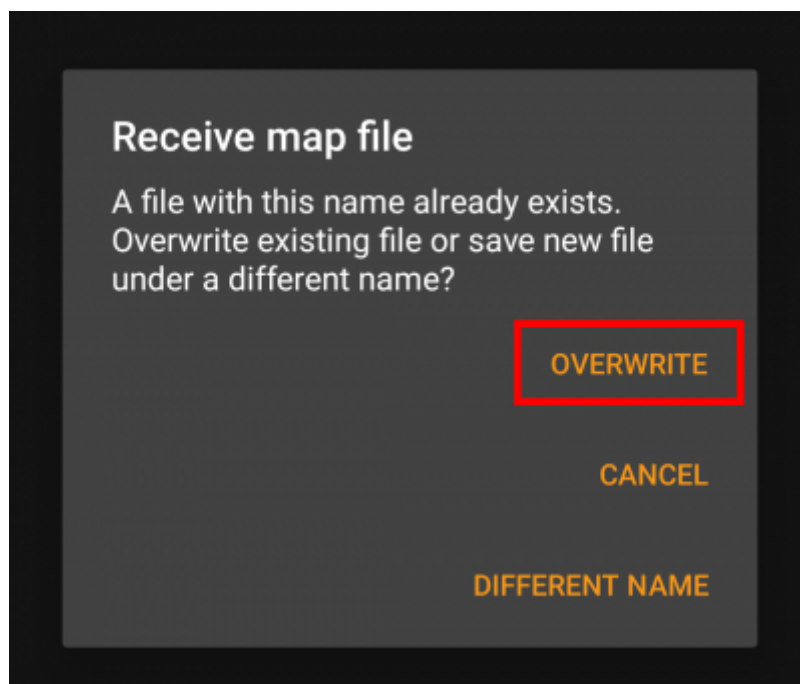 Receive map file
A file with this name already exists.
Overwrite existing file or save new file
under a different name?
OVERWRITE
CANCEL
DIFFERENT NAME